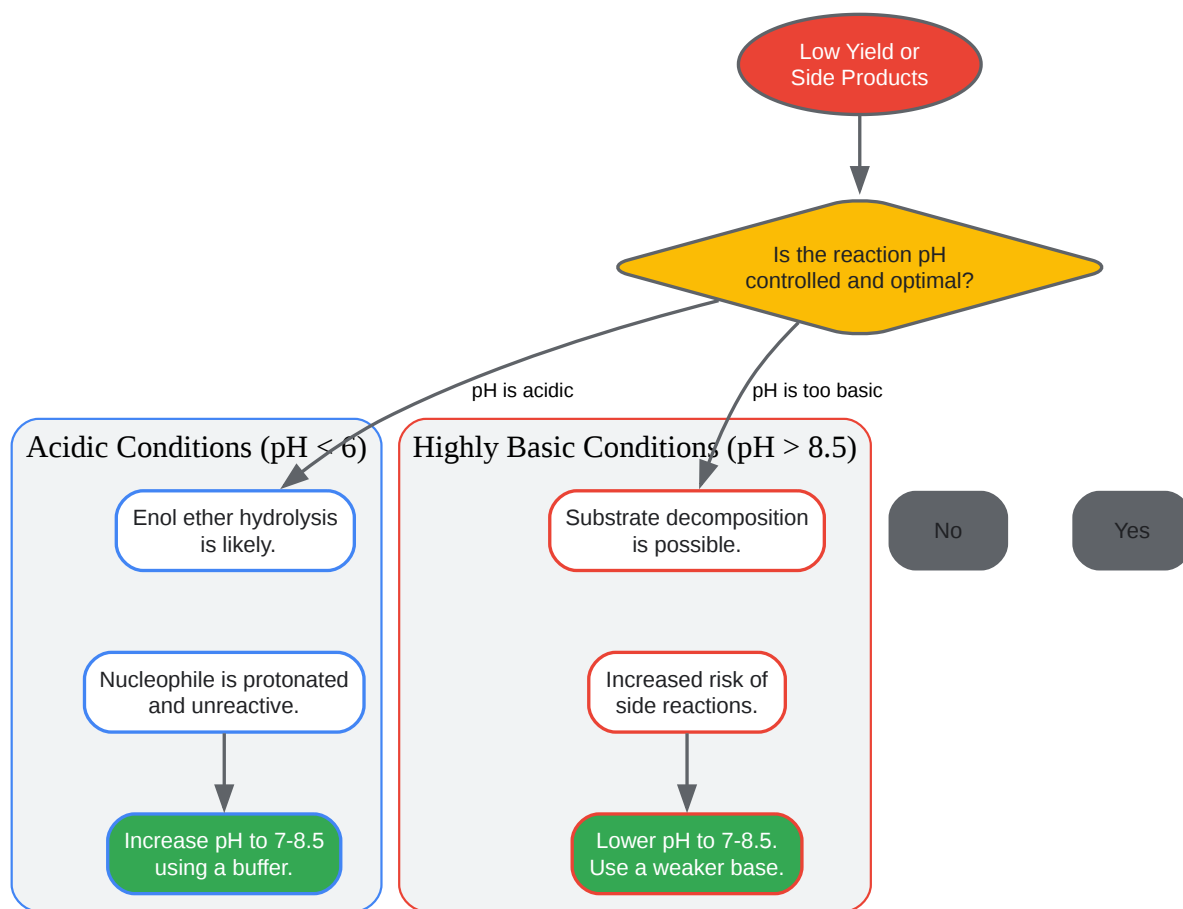 Low Yield or
Side Products
Is the reaction pH
controlled and optimal?
pH is acidic
pH is too basic
Acidic Conditions (pH < 6)
Highly Basic Conditions (pH > 8.5)
Enol ether hydrolysis
is likely.
Substrate decomposition
is possible.
No
Yes
Nucleophile is protonated
and unreactive.
Increased risk of
side reactions.
Increase pH to 7-8.5
using a buffer.
Lower pH to 7-8.5.
Use a weaker base.